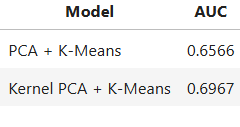 Model AUC
PCA + K-Means 0.6566
Kernel PCA + K-Means 0.6967